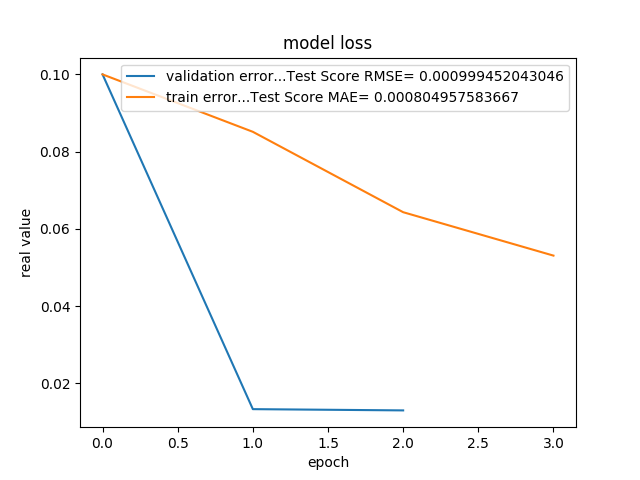 model loss
validation error...Test Score RMSE= 0.000999452043046
train error...Test Score MAE= 0.000804957583667
0.10
0.08
0.06
0.04
0.02
real value
0.0 0.5 1.0 1.5 2.0 2.5 3.0
epoch